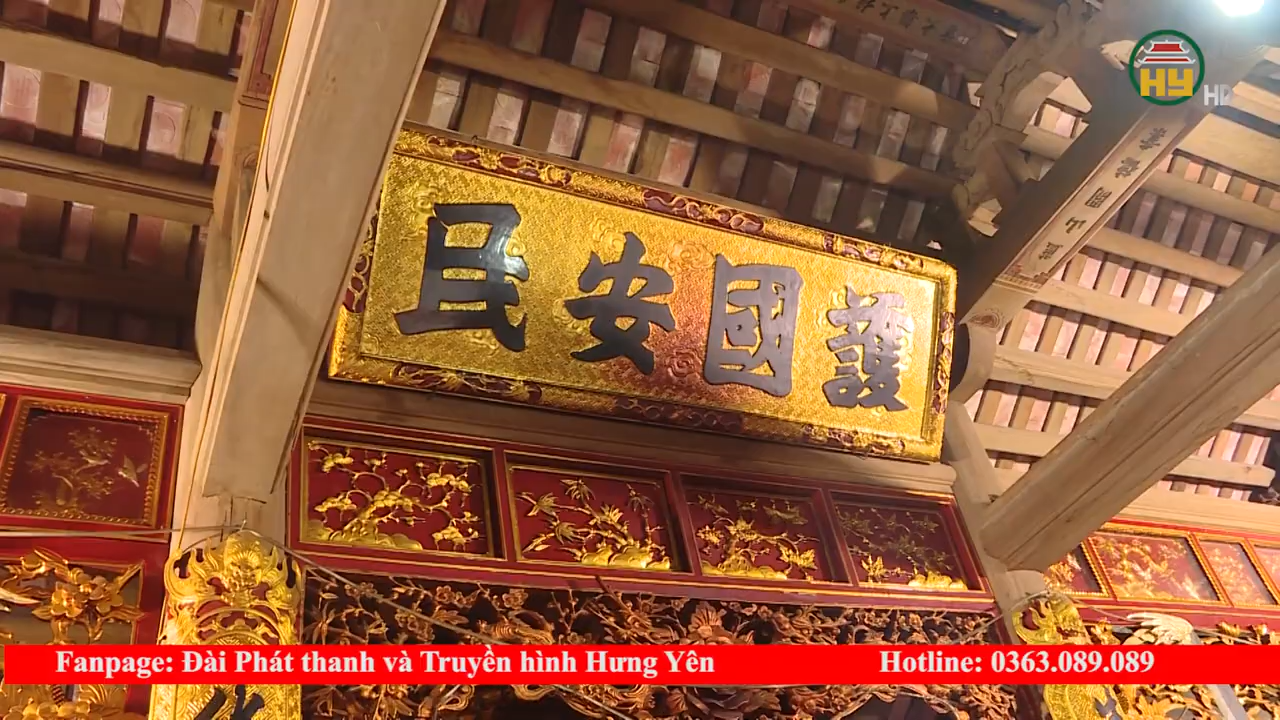 HY HD
民安國護
Fanpage: Đài Phát thanh và Truyền hình Hưng Yên
Hotline: 0363.089.089